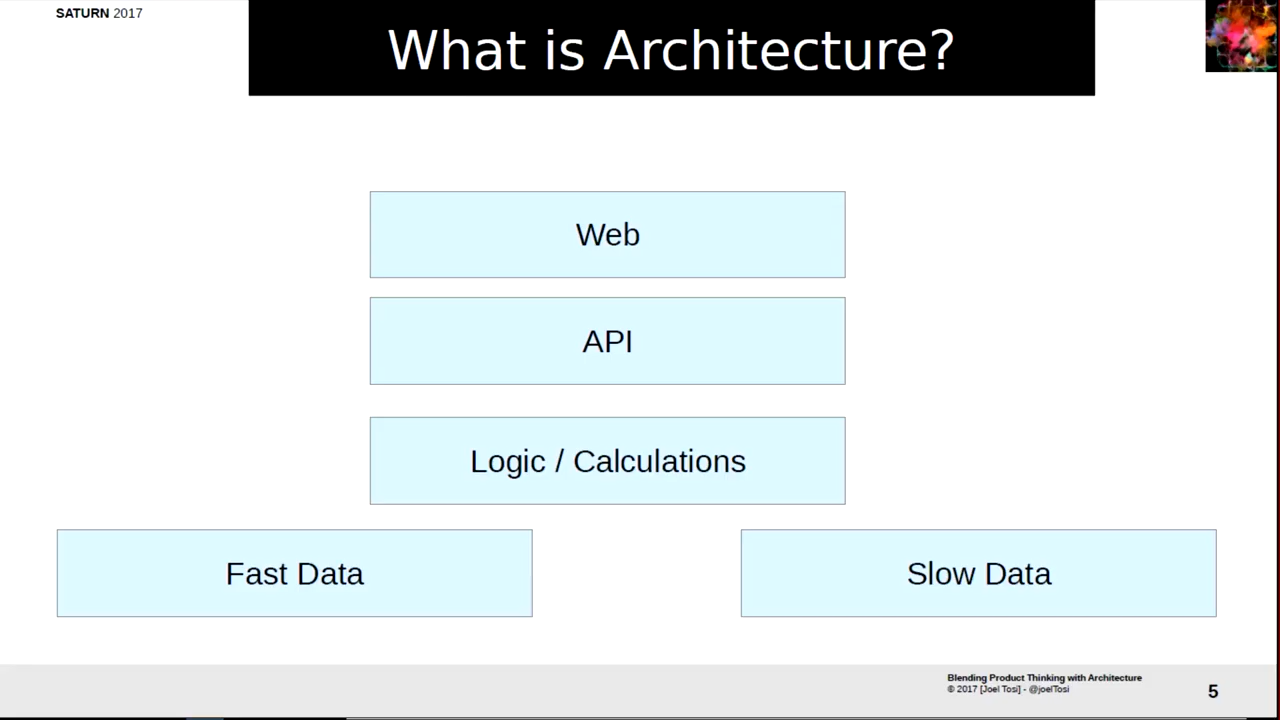 SATURN 2017
What is Architecture?
Web
API
Logic / Calculations
Fast Data
Slow Data
Blending Product Thinking with Architecture
© 2017 [Joel Tosi] - @joelTosi
5